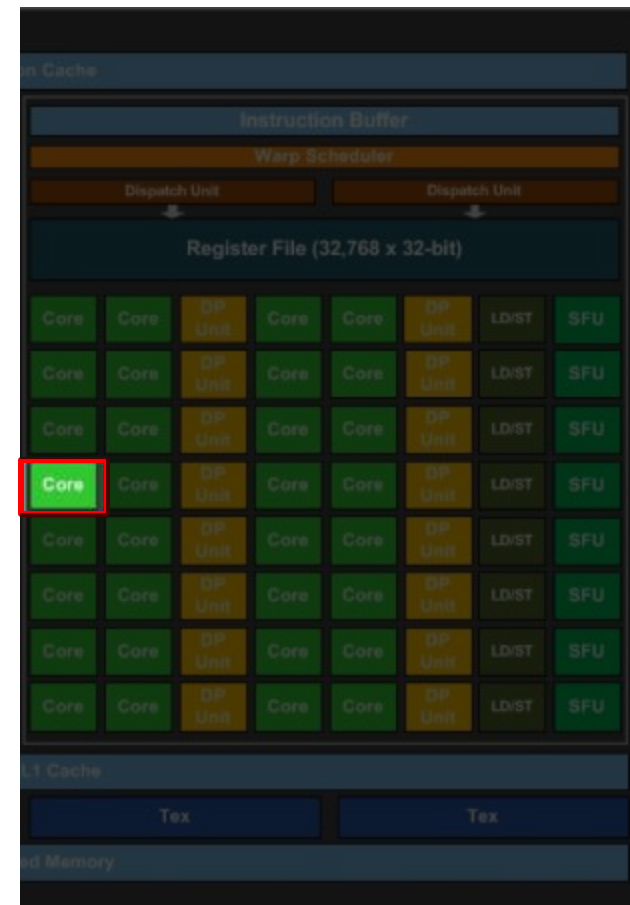 on Cache
Instruction Buffer
Warp Scheduler
Dispatch Unit Dispatch Unit
Register File (32,768 x 32-bit)
Core Core DP Unit Core Core DP Unit LD/ST SFU
Core Core DP Unit Core Core DP Unit LD/ST SFU
Core Core DP Unit Core Core DP Unit LD/ST SFU
Core Core DP Unit Core Core DP Unit LD/ST SFU
Core Core DP Unit Core Core DP Unit LD/ST SFU
Core Core DP Unit Core Core DP Unit LD/ST SFU
Core Core DP Unit Core Core DP Unit LD/ST SFU
Core Core DP Unit Core Core DP Unit LD/ST SFU
L1 Cache
Tex Tex
ed Memory